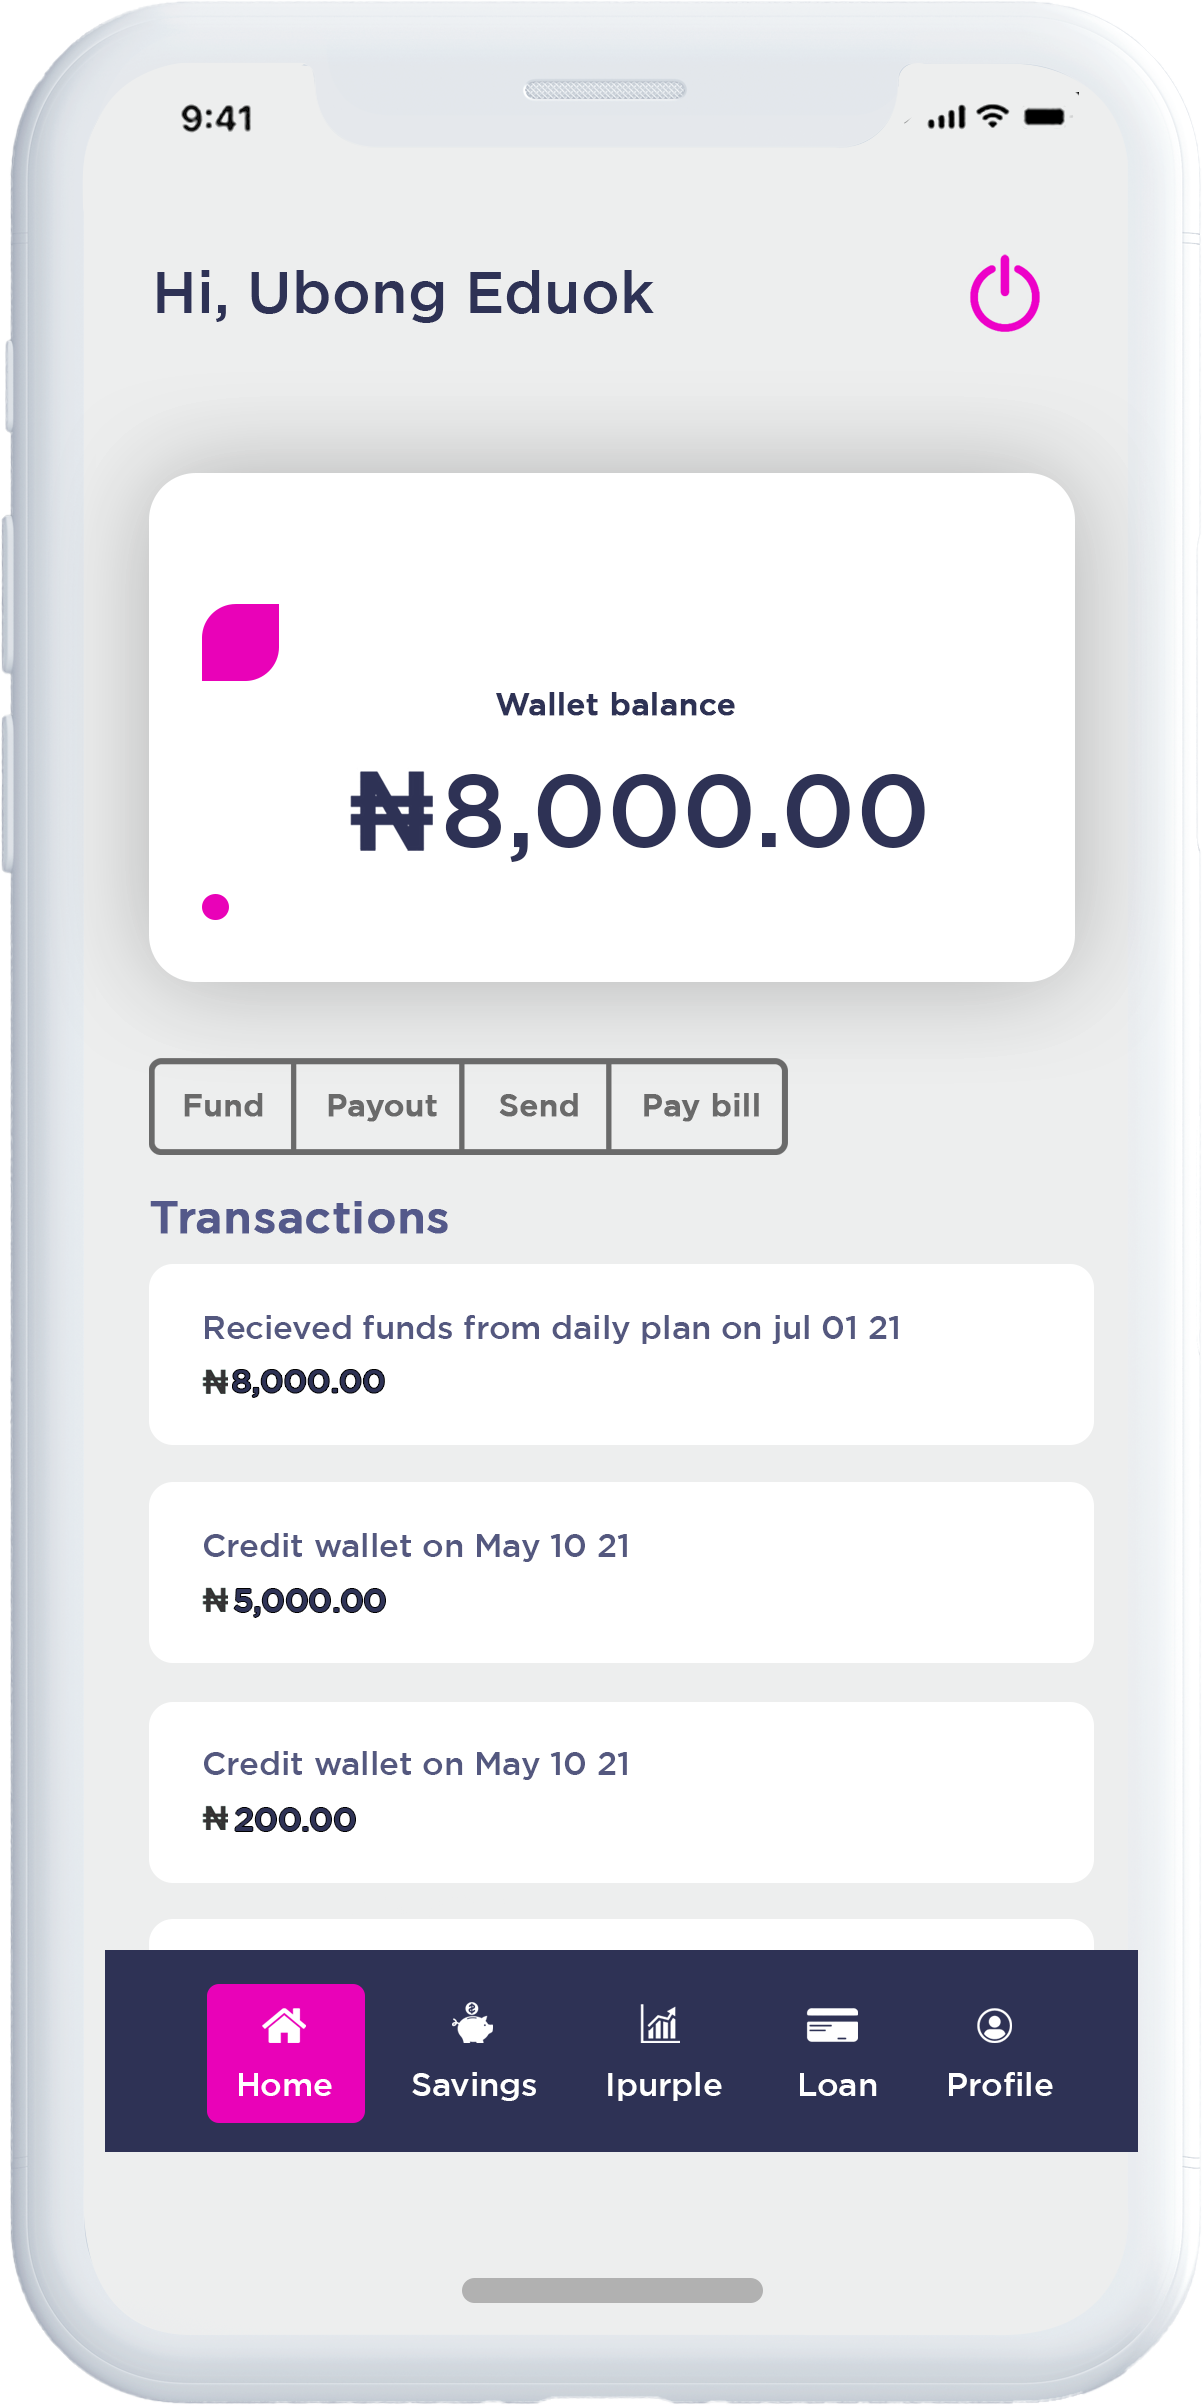 9:41
Hi, Ubong Eduok
Wallet balance
₦8,000.00
Fund Payout Send Pay bill
Transactions
Recieved funds from daily plan on jul 01 21
₦8,000.00
Credit wallet on May 10 21
₦5,000.00
Credit wallet on May 10 21
₦200.00
Home Savings Ipurple Loan Profile